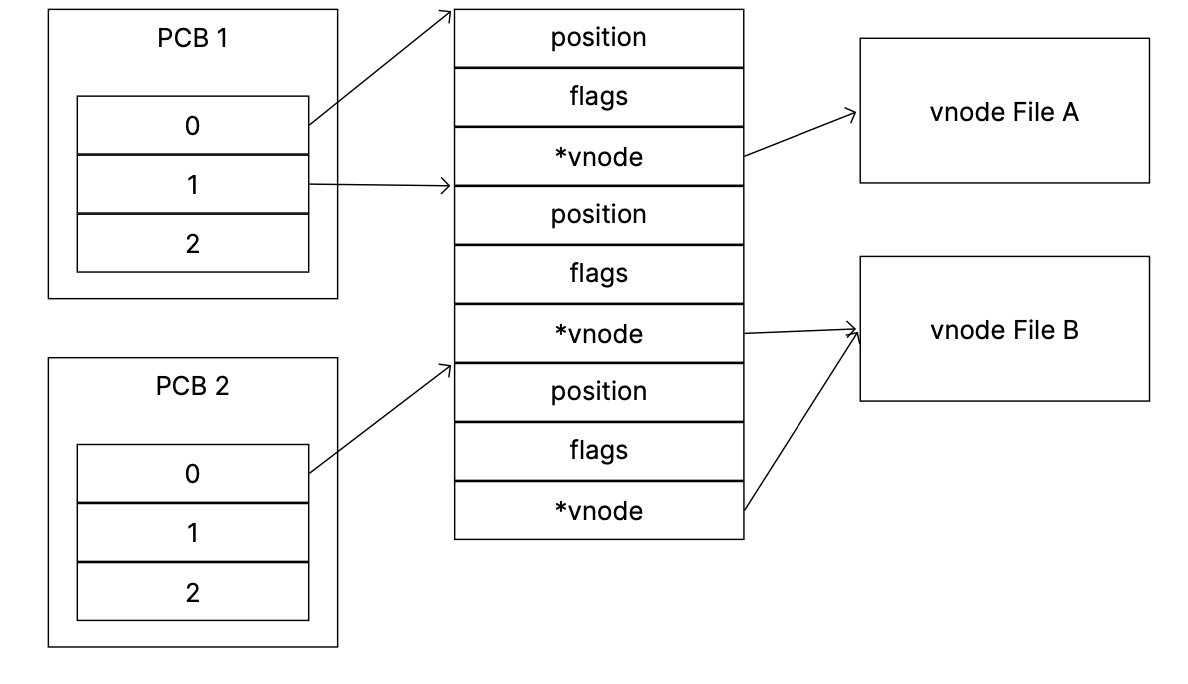 PCB 1
0
1
2
PCB 2
0
1
2
position
flags
*vnode
position
flags
*vnode
position
flags
*vnode
vnode File A
vnode File B